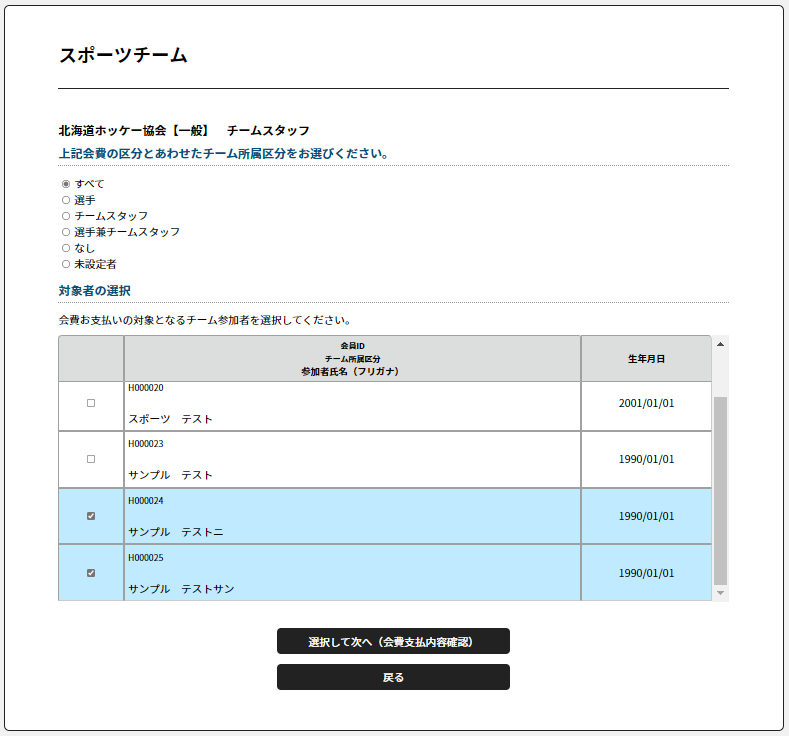 スポーツチーム
北海道ホッケー協会【一般】　チームスタッフ
上記会費の区分とあわせたチーム所属区分をお選びください。
すべて
選手
チームスタッフ
選手兼チームスタッフ
なし
未設定者
対象者の選択
会費お支払いの対象となるチーム参加者を選択してください。
会員ID
チーム所属区分
参加者氏名（フリガナ）
生年月日
H000020
スポーツ　テスト
2001/01/01
H000023
サンプル　テスト
1990/01/01
H000024
サンプル　テストニ
1990/01/01
H000025
サンプル　テストサン
1990/01/01
選択して次へ（会費支払内容確認）
戻る